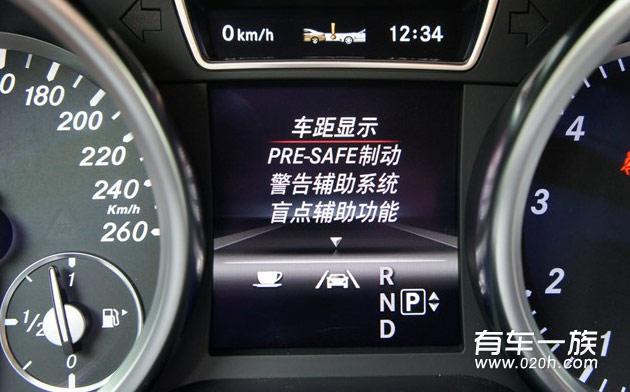 0 km/h 12:34
车距显示
PRE-SAFE制动
警告辅助系统
盲点辅助功能
R
N P
D
180
200
220
240
Km/h
260
1
1/2
0
4
3
2
1
有车一族
www.020h.com